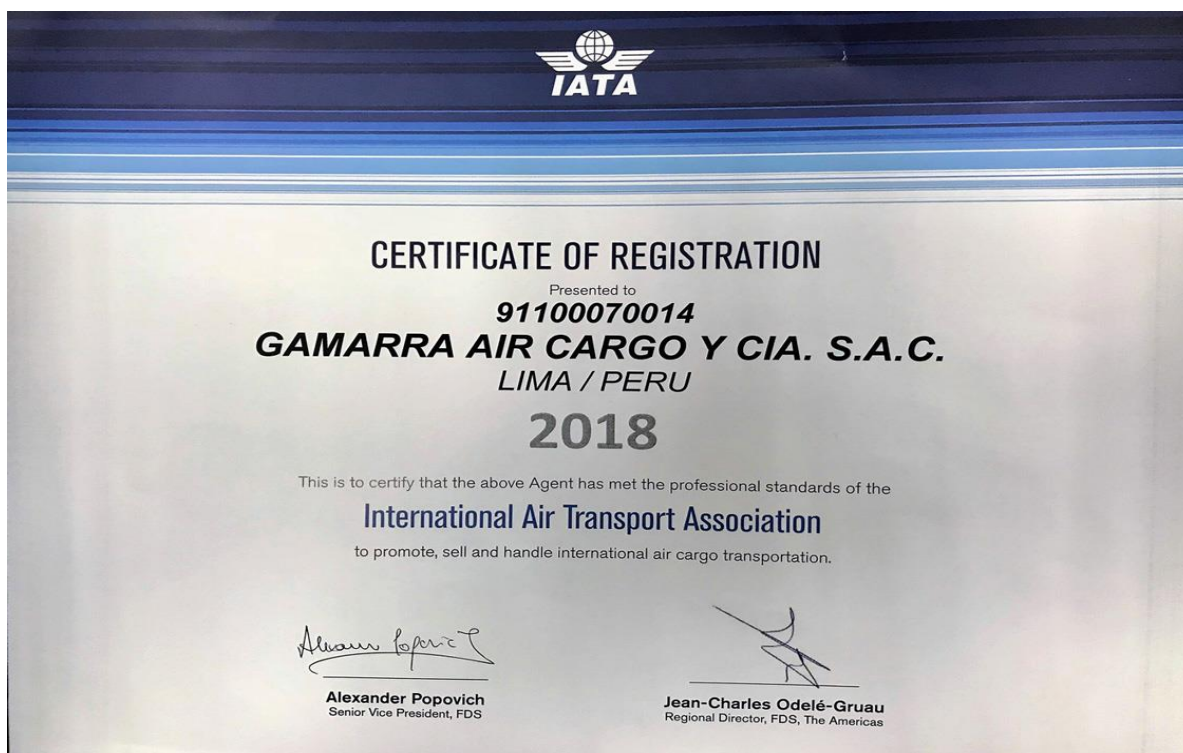 IATA
CERTIFICATE OF REGISTRATION
Presented to
91100070014
GAMARRA AIR CARGO Y CIA. S.A.C.
LIMA / PERU
2018
This is to certify that the above Agent has met the professional standards of the
International Air Transport Association
to promote, sell and handle international air cargo transportation.
Alexander Popovich
Senior Vice President, FDS
Jean-Charles Odelé-Gruau
Regional Director, FDS, The Americas